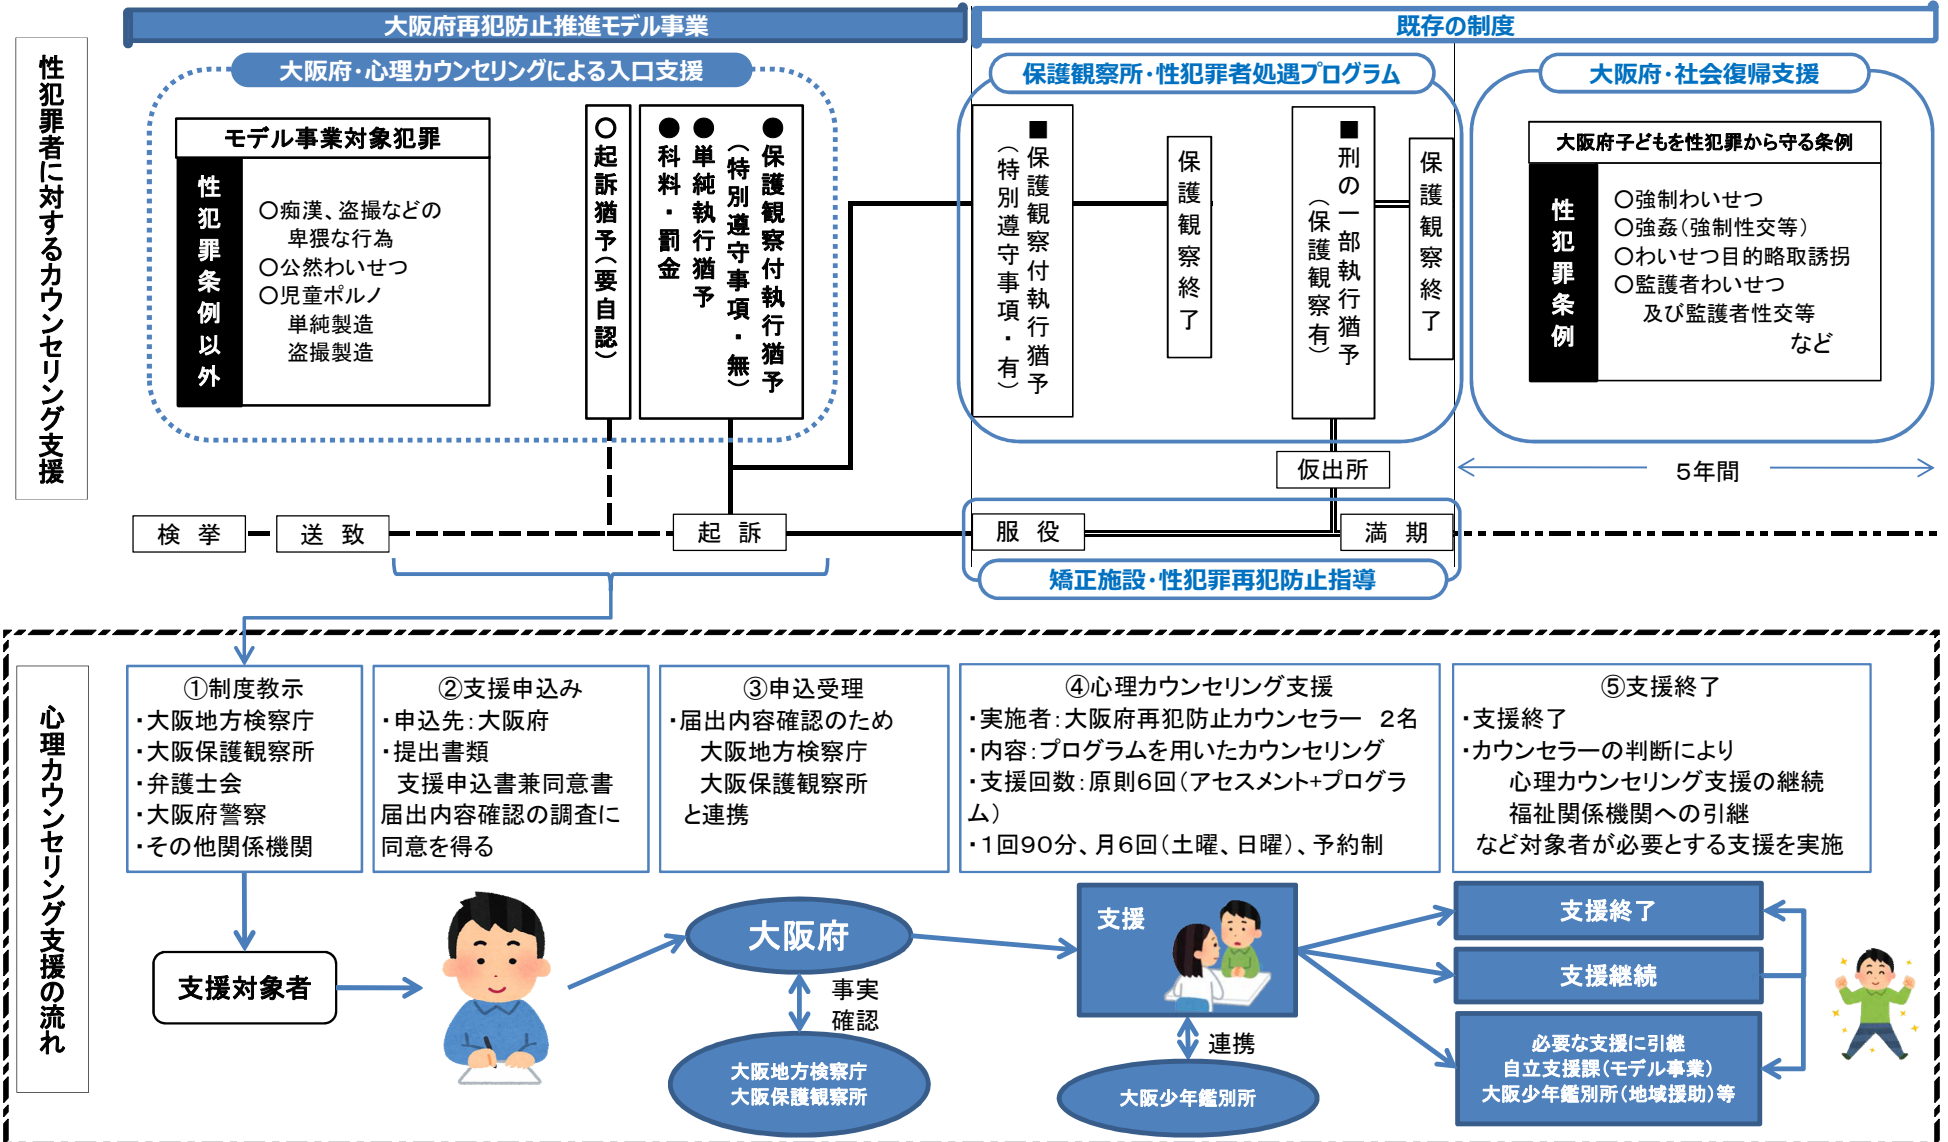 大阪府再犯防止推進モデル事業
既存の制度
性犯罪者に対するカウンセリング支援
大阪府・心理カウンセリングによる入口支援
モデル事業対象犯罪
性犯罪条例以外
○痴漢、盗撮などの
卑猥な行為
○公然わいせつ
○児童ポルノ
単純製造
盗撮製造
○起訴猶予(要自認)
●保護観察付執行猶予
(特別遵守事項・無)
●単純執行猶予
●科料・罰金
保護観察所・性犯罪者処遇プログラム
■保護観察付執行猶予
(特別遵守事項・有)
保護観察終了
■刑の一部執行猶予
(保護観察有)
保護観察終了
大阪府・社会復帰支援
大阪府子どもを性犯罪から守る条例
性犯罪条例
○強制わいせつ
○強姦(強制性交等)
○わいせつ目的略取誘拐
○監護者わいせつ
及び監護者性交等
など
仮出所
5年間
検 挙
送 致
起 訴
服 役
満 期
矯正施設・性犯罪再犯防止指導
心理カウンセリング支援の流れ
①制度教示
・大阪地方検察庁
・大阪保護観察所
・弁護士会
・大阪府警察
・その他関係機関
②支援申込み
・申込先:大阪府
・提出書類
支援申込書兼同意書
届出内容確認の調査に
同意を得る
③申込受理
・届出内容確認のため
大阪地方検察庁
大阪保護観察所
と連携
④心理カウンセリング支援
・実施者:大阪府再犯防止カウンセラー 2名
・内容:プログラムを用いたカウンセリング
・支援回数:原則6回(アセスメント+プログラ
ム)
・1回90分、月6回(土曜、日曜)、予約制
⑤支援終了
・支援終了
・カウンセラーの判断により
心理カウンセリング支援の継続
福祉関係機関への引継
など対象者が必要とする支援を実施
支援対象者
大阪府
事実
確認
大阪地方検察庁
大阪保護観察所
支援
連携
大阪少年鑑別所
支援終了
支援継続
必要な支援に引継
自立支援課(モデル事業)
大阪少年鑑別所(地域援助)等